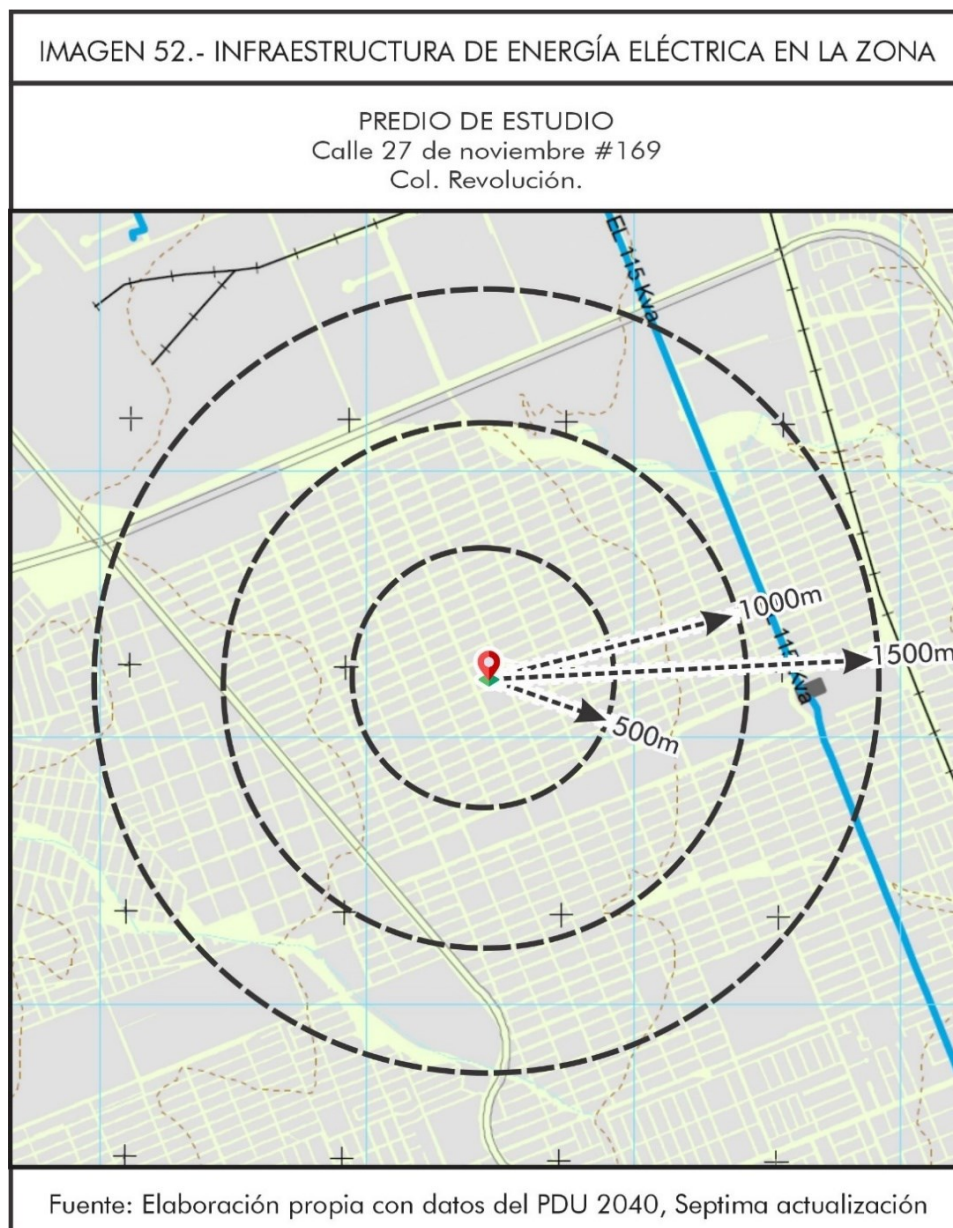 IMAGEN 52.- INFRAESTRUCTURA DE ENERGÍA ELÉCTRICA EN LA ZONA
PREDIO DE ESTUDIO
Calle 27 de noviembre #169
Col. Revolución.
EL 115 Kva
1000m
1500m
115 Kva
500m
Fuente: Elaboración propia con datos del PDU 2040, Septima actualización